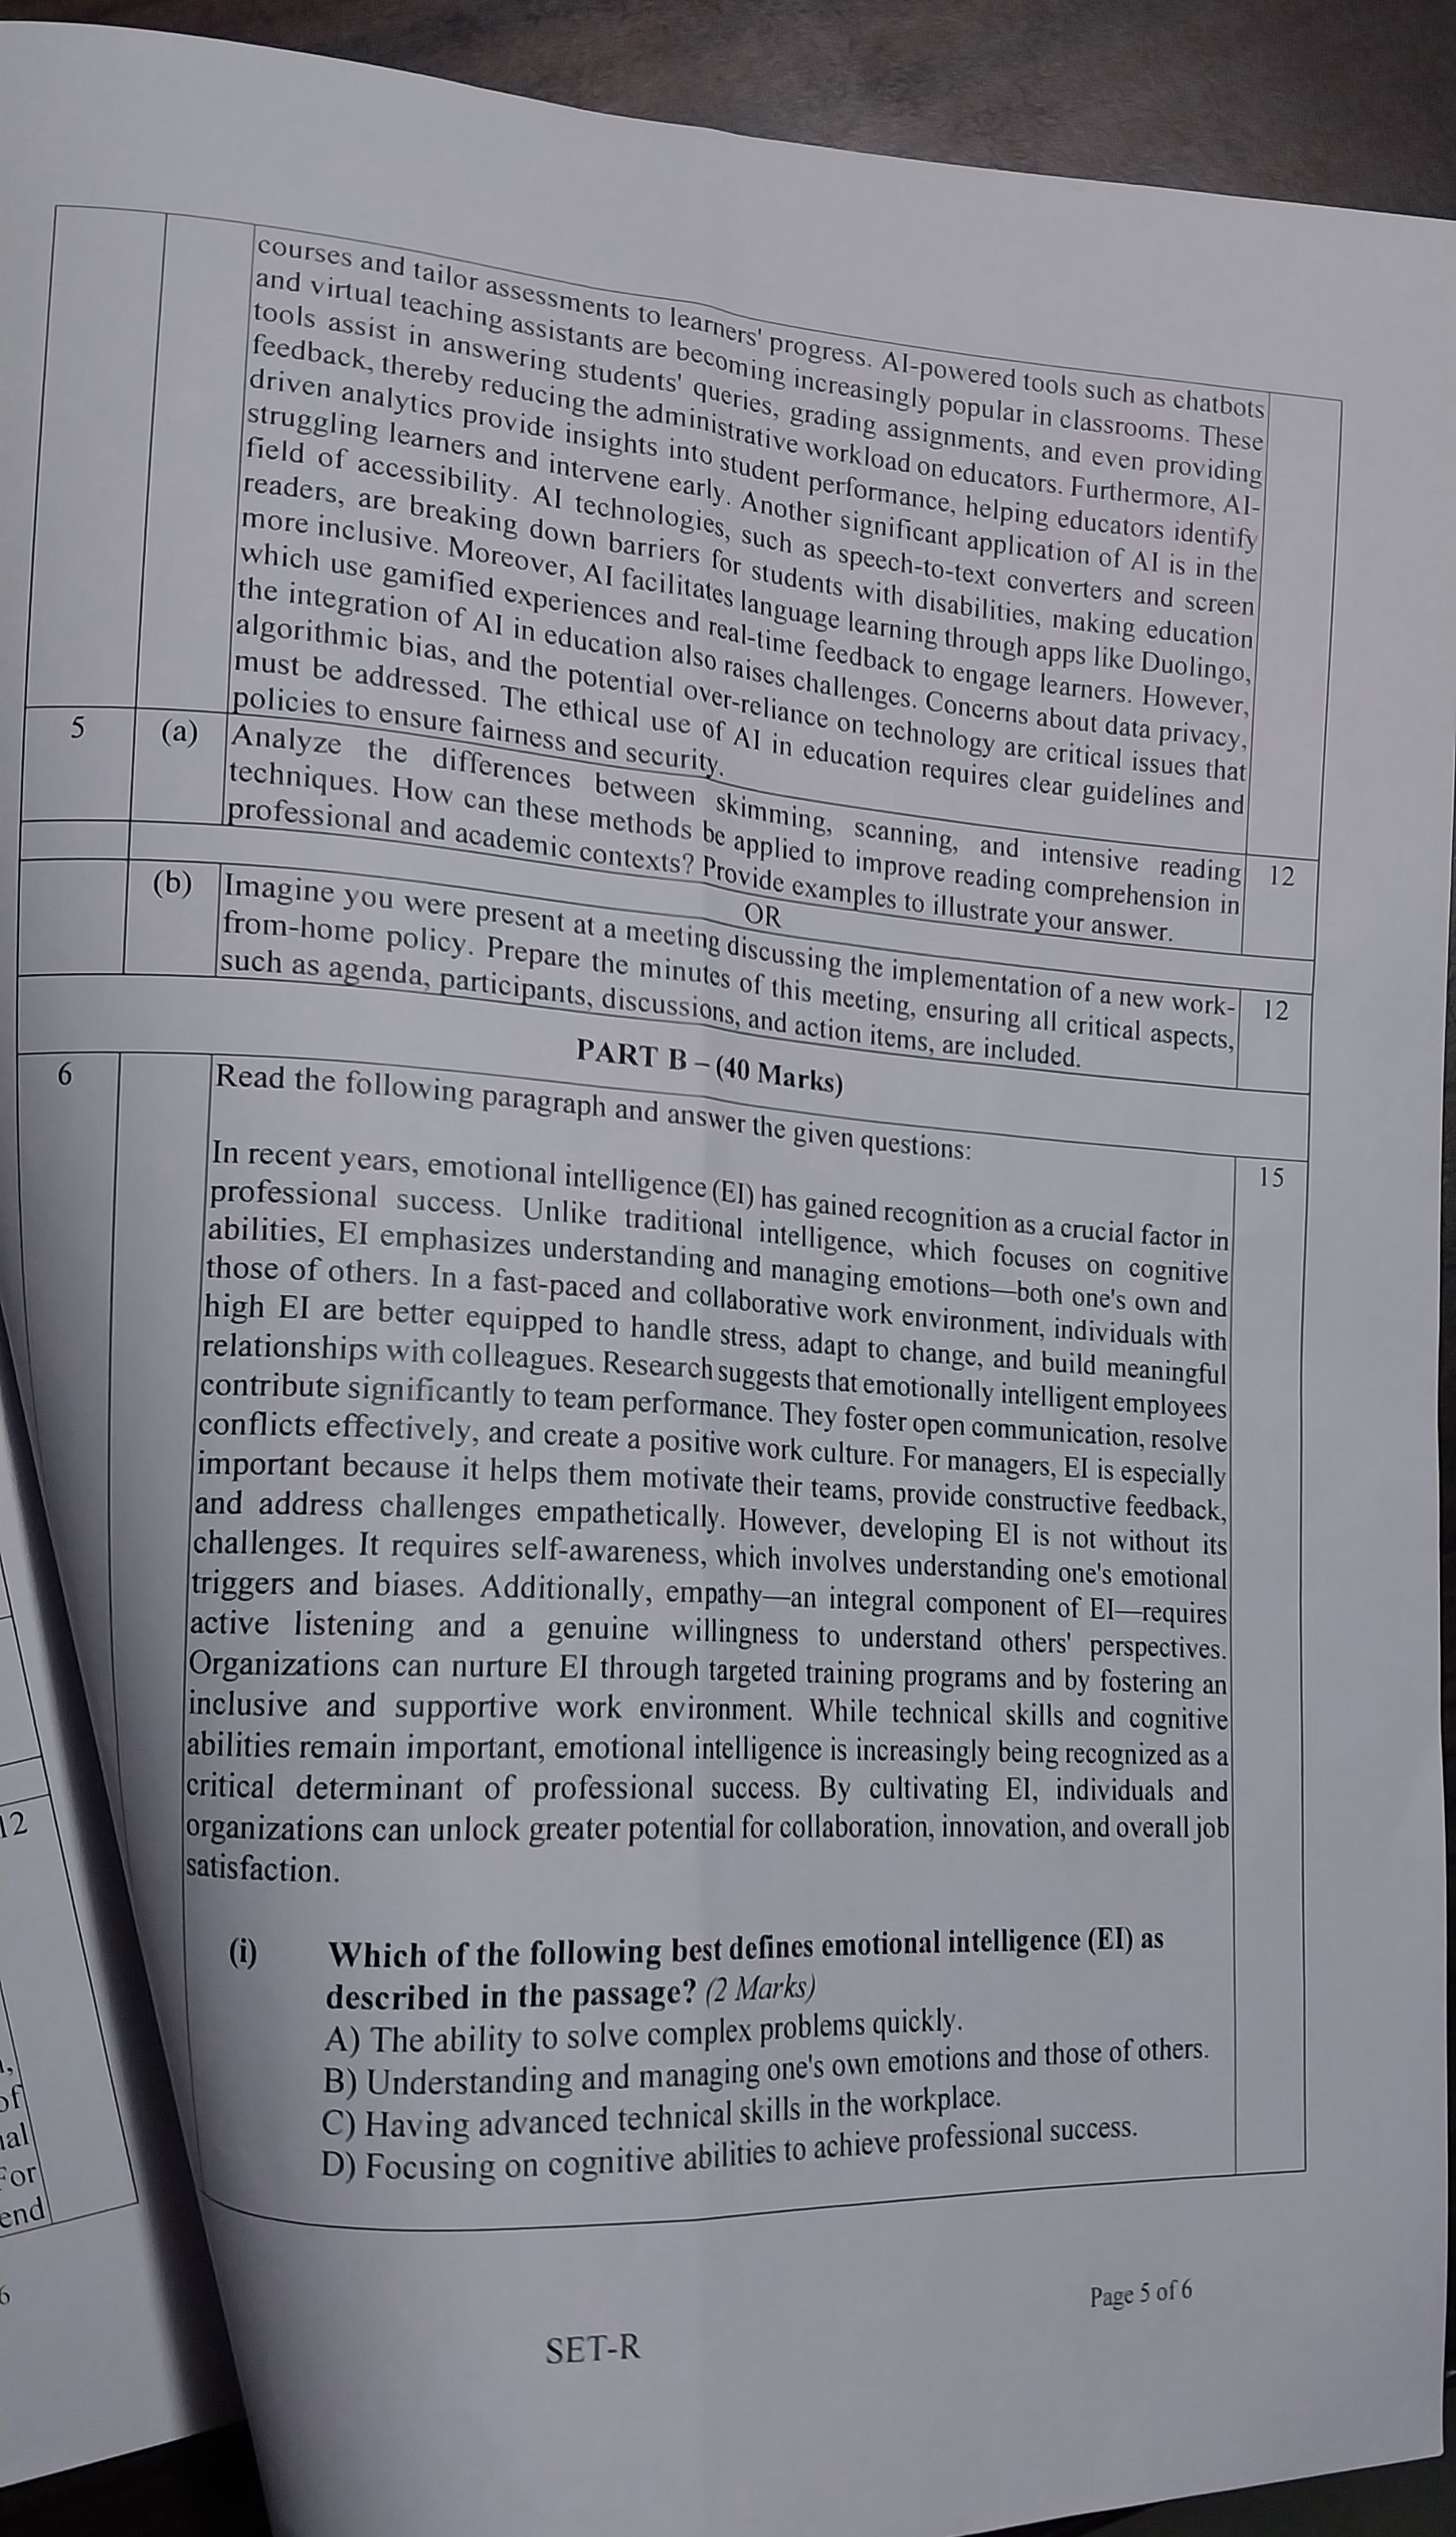 courses and tailor assessments to learners' progress. AI-powered tools such as chatbots
and virtual teaching assistants are becoming increasingly popular in classrooms. These
tools assist in answering students' queries, grading assignments, and even providing
feedback, thereby reducing the administrative workload on educators. Furthermore, AI-
driven analytics provide insights into student performance, helping educators identify
struggling learners and intervene early. Another significant application of AI is in the
field of accessibility. AI technologies, such as speech-to-text converters and screen
readers, are breaking down barriers for students with disabilities, making education
more inclusive. Moreover, AI facilitates language learning through apps like Duolingo,
which use gamified experiences and real-time feedback to engage learners. However,
the integration of AI in education also raises challenges. Concerns about data privacy,
algorithmic bias, and the potential over-reliance on technology are critical issues that
must be addressed. The ethical use of AI in education requires clear guidelines and
policies to ensure fairness and security.
5 (a) Analyze the differences between skimming, scanning, and intensive reading 12
techniques. How can these methods be applied to improve reading comprehension in
professional and academic contexts? Provide examples to illustrate your answer.
OR
(b) Imagine you were present at a meeting discussing the implementation of a new work- 12
from-home policy. Prepare the minutes of this meeting, ensuring all critical aspects,
such as agenda, participants, discussions, and action items, are included.
PART B – (40 Marks)
6 Read the following paragraph and answer the given questions:
15
In recent years, emotional intelligence (EI) has gained recognition as a crucial factor in
professional success. Unlike traditional intelligence, which focuses on cognitive
abilities, EI emphasizes understanding and managing emotions—both one's own and
those of others. In a fast-paced and collaborative work environment, individuals with
high EI are better equipped to handle stress, adapt to change, and build meaningful
relationships with colleagues. Research suggests that emotionally intelligent employees
contribute significantly to team performance. They foster open communication, resolve
conflicts effectively, and create a positive work culture. For managers, EI is especially
important because it helps them motivate their teams, provide constructive feedback,
and address challenges empathetically. However, developing EI is not without its
challenges. It requires self-awareness, which involves understanding one's emotional
triggers and biases. Additionally, empathy—an integral component of EI—requires
active listening and a genuine willingness to understand others' perspectives.
Organizations can nurture EI through targeted training programs and by fostering an
inclusive and supportive work environment. While technical skills and cognitive
abilities remain important, emotional intelligence is increasingly being recognized as a
critical determinant of professional success. By cultivating EI, individuals and
organizations can unlock greater potential for collaboration, innovation, and overall job
satisfaction.
(i) Which of the following best defines emotional intelligence (EI) as
described in the passage? (2 Marks)
A) The ability to solve complex problems quickly.
B) Understanding and managing one's own emotions and those of others.
C) Having advanced technical skills in the workplace.
D) Focusing on cognitive abilities to achieve professional success.
Page 5 of 6
SET-R
12
of
end